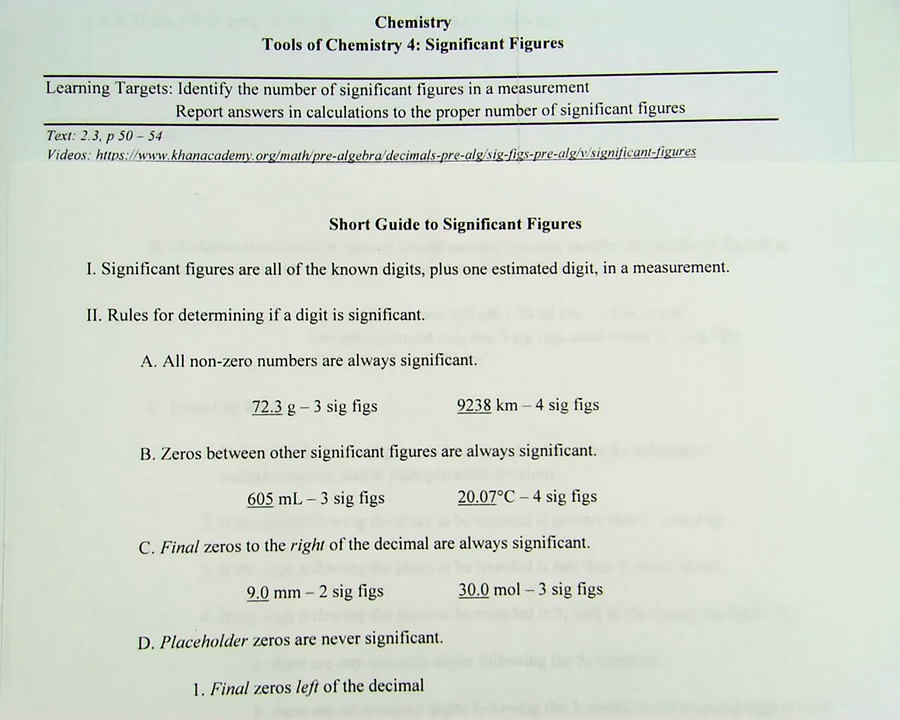 Chemistry
Tools of Chemistry 4: Significant Figures
Learning Targets: Identify the number of significant figures in a measurement
Report answers in calculations to the proper number of significant figures
Text: 2.3, p 50 – 54
Videos: https://www.khanacademy.org/math/pre-algebra/decimals-pre-alg/sig-figs-pre-alg/v/significant-figures
Short Guide to Significant Figures
I. Significant figures are all of the known digits, plus one estimated digit, in a measurement.
II. Rules for determining if a digit is significant.
A. All non-zero numbers are always significant.
72.3 g – 3 sig figs 9238 km – 4 sig figs
B. Zeros between other significant figures are always significant.
605 mL – 3 sig figs 20.07°C – 4 sig figs
C. Final zeros to the right of the decimal are always significant.
9.0 mm – 2 sig figs 30.0 mol – 3 sig figs
D. Placeholder zeros are never significant.
1. Final zeros left of the decimal